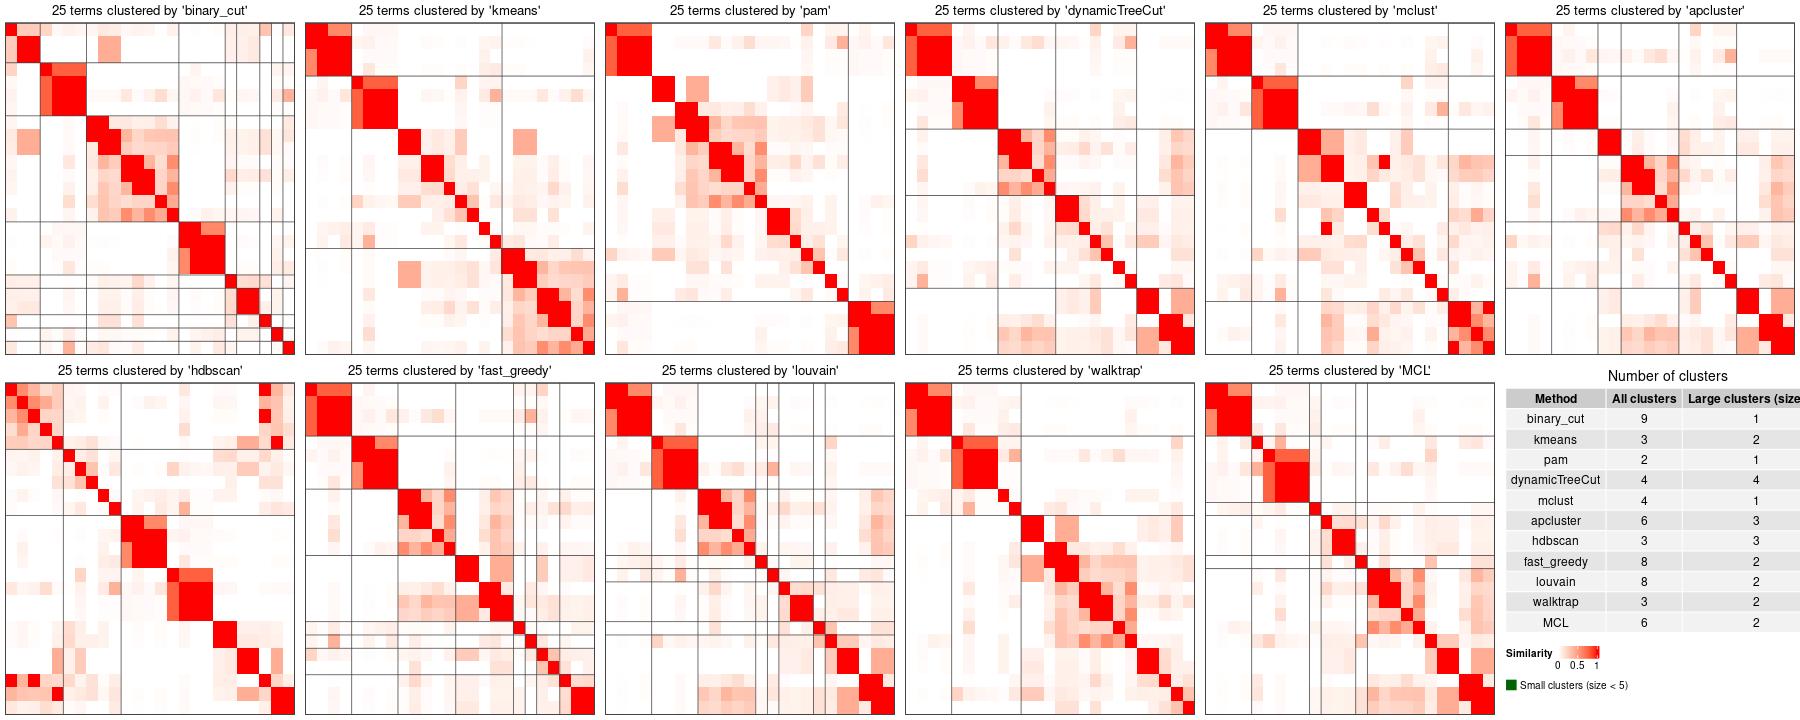 25 terms clustered by 'binary_cut'
25 terms clustered by 'kmeans'
25 terms clustered by 'pam'
25 terms clustered by 'dynamicTreeCut'
25 terms clustered by 'mclust'
25 terms clustered by 'apcluster'
25 terms clustered by 'hdbscan'
25 terms clustered by 'fast_greedy'
25 terms clustered by 'louvain'
25 terms clustered by 'walktrap'
25 terms clustered by 'MCL'
Number of clusters
Method All clusters Large clusters (size
binary_cut 9 1
kmeans 3 2
pam 2 1
dynamicTreeCut 4 4
mclust 4 1
apcluster 6 3
hdbscan 3 3
fast_greedy 8 2
louvain 8 2
walktrap 3 2
MCL 6 2
Similarity
0 0.5 1
Small clusters (size < 5)